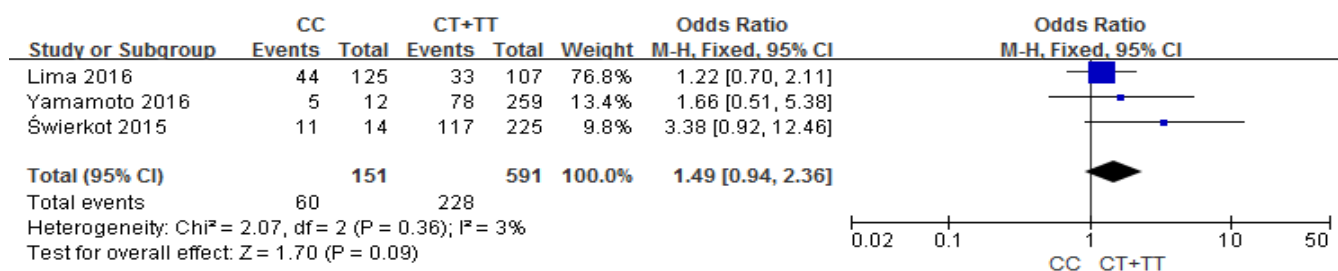 CC CT+TT Odds Ratio Odds Ratio
Study or Subgroup Events Total Events Total Weight M-H, Fixed, 95% CI M-H, Fixed, 95% CI
Lima 2016 44 125 33 107 76.8% 1.22 [0.70, 2.11]
Yamamoto 2016 5 12 78 259 13.4% 1.66 [0.51, 5.38]
Świerkot 2015 11 14 117 225 9.8% 3.38 [0.92, 12.46]
Total (95% CI) 151 591 100.0% 1.49 [0.94, 2.36]
Total events 60 228
Heterogeneity: Chi² = 2.07, df = 2 (P = 0.36); I² = 3%
Test for overall effect: Z = 1.70 (P = 0.09)
0.02 0.1 1 10 50
CC CT+TT